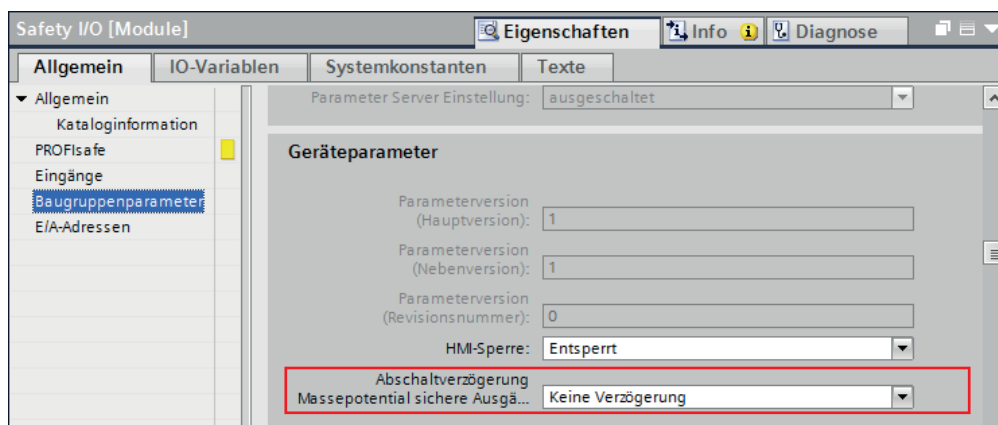 Safety I/O [Module]
Eigenschaften
Info
Diagnose
Allgemein
IO-Variablen
Systemkonstanten
Texte
Allgemein
Kataloginformation
PROFIsafe
Eingänge
Baugruppenparameter
E/A-Adressen
Parameter Server Einstellung: ausgeschaltet
Geräteparameter
Parameterversion
(Hauptversion): 1
Parameterversion
(Nebenversion): 1
Parameterversion
(Revisionsnummer): 0
HMI-Sperre: Entsperrt
Abschaltverzögerung
Massepotential sichere Ausgä... Keine Verzögerung